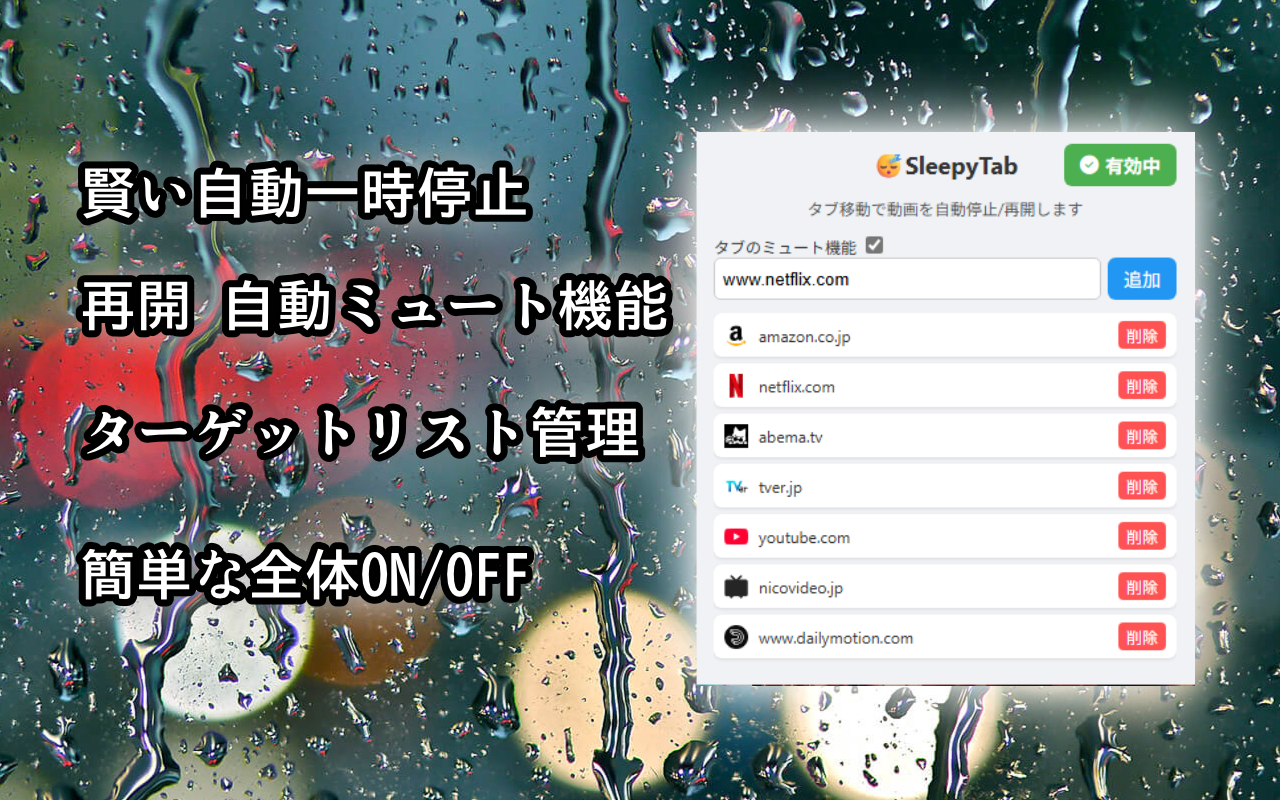 賢い自動一時停止
再開 自動ミュート機能
ターゲットリスト管理
簡単な全体ON/OFF
SleepyTab
有効中
タブ移動で動画を自動停止/再開します
タブのミュート機能
www.netflix.com
追加
amazon.co.jp
削除
netflix.com
削除
abema.tv
削除
TVer
tver.jp
削除
youtube.com
削除
nicovideo.jp
削除
www.dailymotion.com
削除